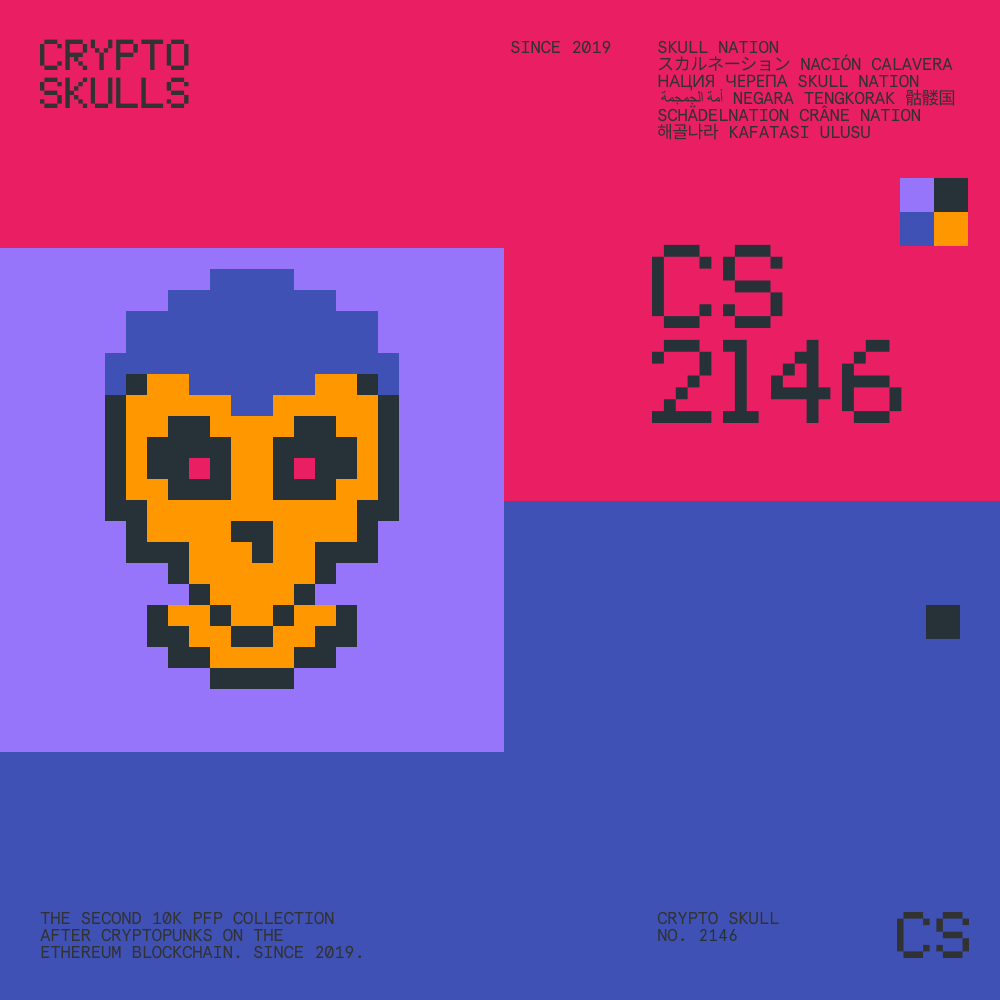 CRYPTO
SKULLS
SINCE 2019
SKULL NATION
スカルネーション NACIÓN CALAVERA
НАЦИЯ ЧЕРЕПА SKULL NATION
أمة الجمجمة NEGARA TENGKORAK 骷髅国
SCHÄDELNATION CRÂNE NATION
해골나라 KAFATASI ULUSU
CS
2146
THE SECOND 10K PFP COLLECTION
AFTER CRYPTOPUNKS ON THE
ETHEREUM BLOCKCHAIN. SINCE 2019.
CRYPTO SKULL
NO. 2146
CS